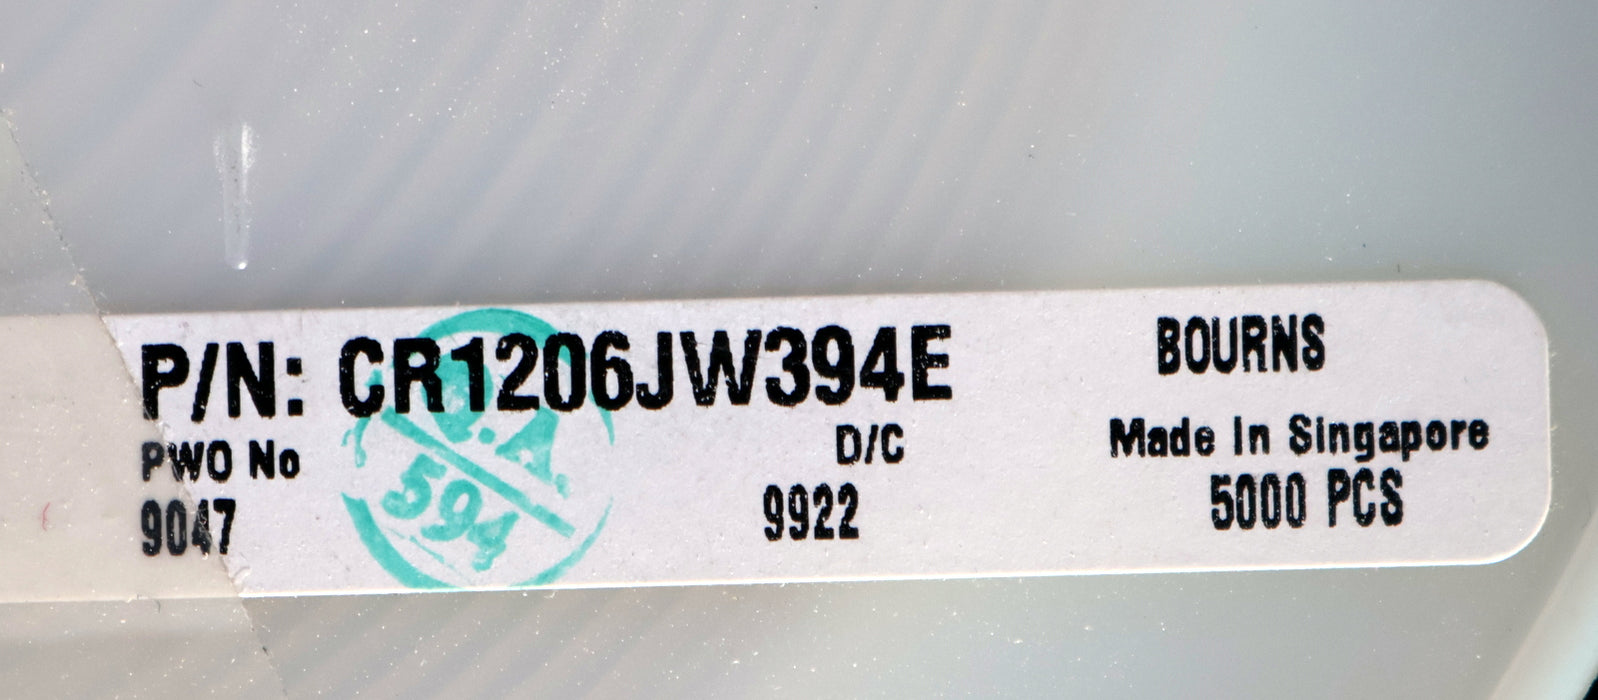 P/N: CR1206JW394E
BOURNS
PWO No
D/C
Made In Singapore
9047
9922
5000 PCS
Q.A.
594